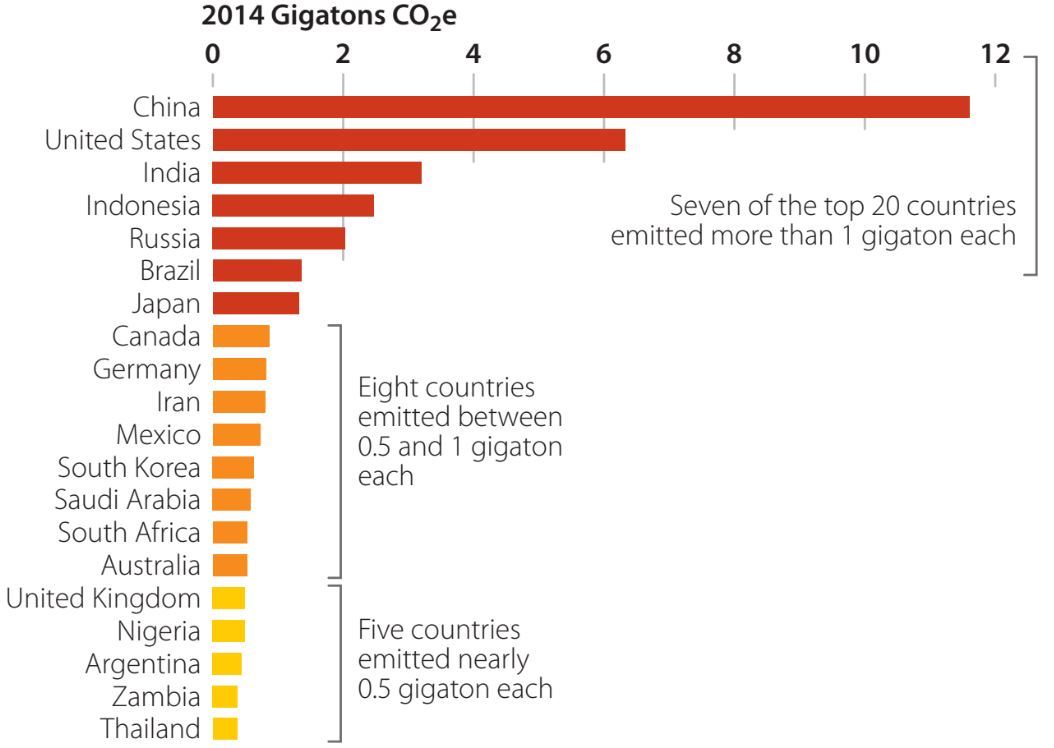 2014 Gigatons CO₂e
0 2 4 6 8 10 12
China
United States
India
Indonesia
Russia
Brazil
Japan
Seven of the top 20 countries
emitted more than 1 gigaton each
Canada
Germany
Iran
Mexico
South Korea
Saudi Arabia
South Africa
Australia
Eight countries
emitted between
0.5 and 1 gigaton
each
United Kingdom
Nigeria
Argentina
Zambia
Thailand
Five countries
emitted nearly
0.5 gigaton each